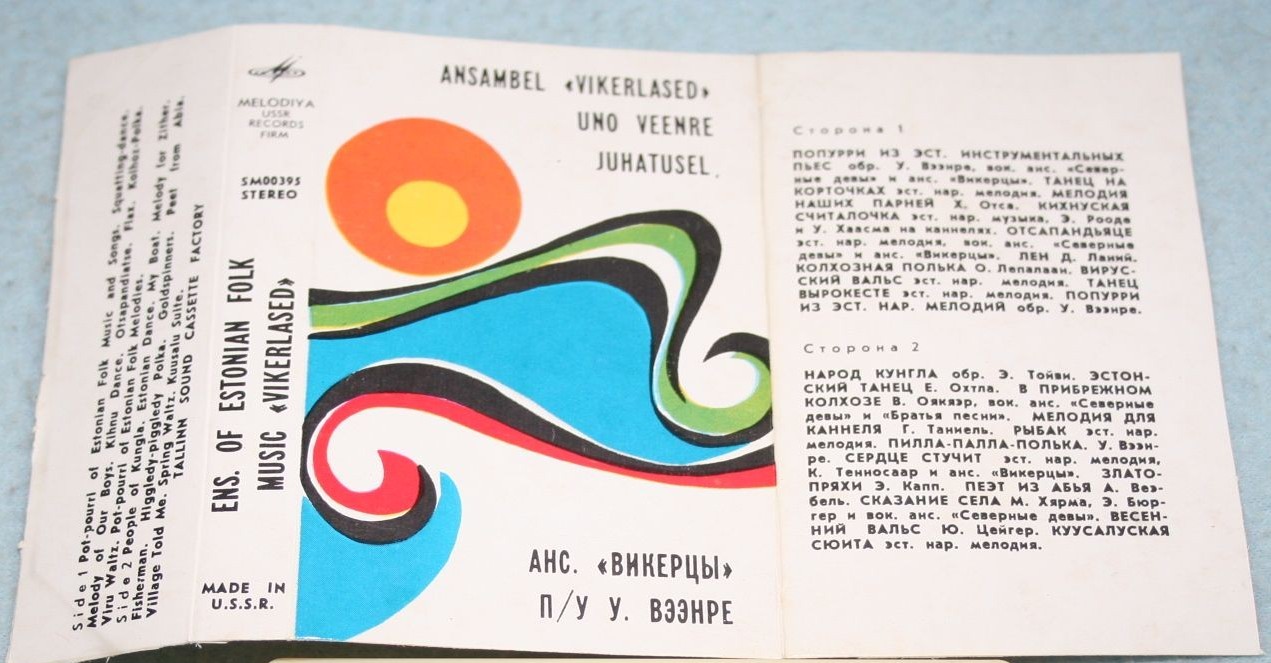 Side 1 Pot-pourri of Estonian Folk Music and Songs. Squatting-dance.
Melody of Our Boys. Kihnu Dance. Otsapandiatse. Flax. Kolhoz-Polka.
Viru Waltz. Pot-pourri of Estonian Folk Melodies.
Side 2 People of Kungla. Estonian Dance. My Boat. Melody for Zither.
Fisherman. Higgledy-piggledy Polka. Goldspinners. Peet from Abia.
Village Told Me. Spring Waltz. Kuusalu Suite.
TALLINN SOUND CASSETTE FACTORY
MELODIYA
USSR
RECORDS
FIRM
SM00395
STEREO
ENS. OF ESTONIAN FOLK
MUSIC «VIKERLASED»
MADE IN
U.S.S.R.
ANSAMBEL «VIKERLASED»
UNO VEENRE
JUHATUSEL.
АНС. «ВИКЕРЦЫ»
П/У У. ВЭЭНРЕ
Сторона 1
ПОПУРРИ ИЗ ЭСТ. ИНСТРУМЕНТАЛЬНЫХ
ПЬЕС обр. У. Вээнре, вок. анс. «Север-
ные девы» и анс. «Викерцы». ТАНЕЦ НА
КОРТОЧКАХ эст. нар. мелодия. МЕЛОДИЯ
НАШИХ ПАРНЕЙ Х. Отса. КИХНУСКАЯ
СЧИТАЛОЧКА эст. нар. музыка, Э. Рооде
и У. Хаасма на каннелях. ОТСАПАНДЬЯЦЕ
эст. нар. мелодия, вок. анс. «Северные
девы» и анс. «Викерцы». ЛЕН Д. Ланий.
КОЛХОЗНАЯ ПОЛЬКА О. Лепалаан. ВИРУС-
СКИЙ ВАЛЬС эст. нар. мелодия. ТАНЕЦ
ВЫРОКЕСТЕ эст. нар. мелодия. ПОПУРРИ
ИЗ ЭСТ. НАР. МЕЛОДИЙ обр. У. Вээнре.
Сторона 2
НАРОД КУНГЛА обр. Э. Тойви. ЭСТОН-
СКИЙ ТАНЕЦ Е. Охтла. В ПРИБРЕЖНОМ
КОЛХОЗЕ В. Оякяэр, вок. анс. «Северные
девы» и «Братья песни». МЕЛОДИЯ ДЛЯ
КАННЕЛЯ Г. Таниель. РЫБАК эст. нар.
мелодия. ПИЛЛА-ПАЛЛА-ПОЛЬКА. У. Вээн-
ре. СЕРДЦЕ СТУЧИТ эст. нар. мелодия,
К. Тенносаар и анс. «Викерцы». ЗЛАТО-
ПРЯХИ Э. Капп. ПЕЭТ ИЗ АБЬЯ А. Веэ-
бель. СКАЗАНИЕ СЕЛА М. Хярма, Э. Бюр-
гер и вок. анс. «Северные девы». ВЕСЕН-
НИЙ ВАЛЬС Ю. Цейгер. КУУСАЛУСКАЯ
СЮИТА эст. нар. мелодия.